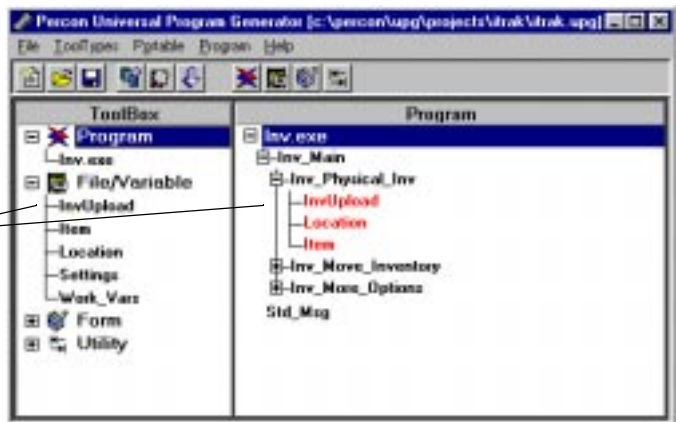 Percon Universal Program Generator [c:\percon\upg\projects\itrak\itrak.upg]
File ToolTypes Portable Program Help
ToolBox
Program
Inv.exe
File/Variable
InvUpload
Item
Location
Settings
Work_Vars
Form
Utility
Program
Inv.exe
Inv_Main
Inv_Physical_Inv
InvUpload
Location
Item
Inv_Move_Inventory
Inv_More_Options
Std_Msg